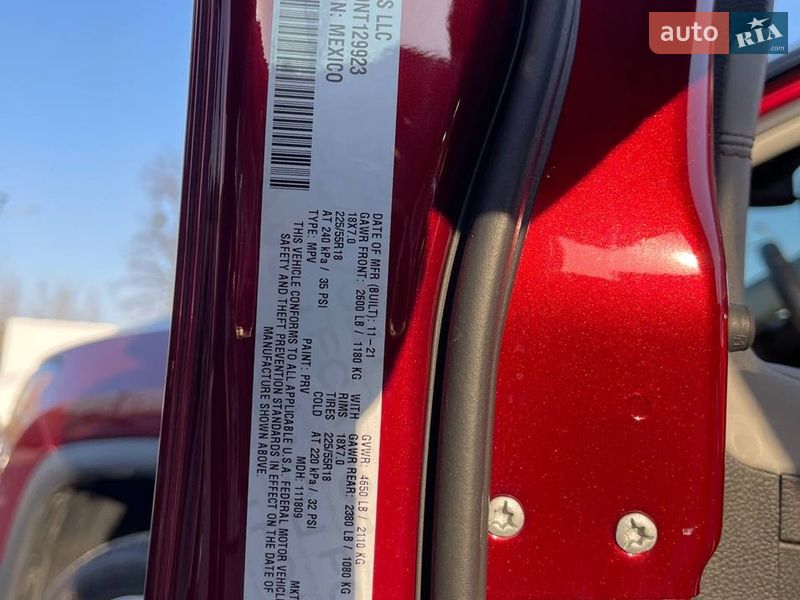 auto RIA
S LLC
NT129923
N: MEXICO
DATE OF MFR (BUILT): 11-21 GVWR: 4650 LB / 2110 KG
GAWR FRONT: 2600 LB / 1180 KG WITH GAWR REAR: 2380 LB / 1080 KG
18X7.0 RIMS 18X7.0
225/55R18 TIRES 225/55R18
AT 240 kPa / 35 PSI COLD AT 220 kPa / 32 PSI
TYPE: MPV PAINT: PRV MDH: 111809 MKT
THIS VEHICLE CONFORMS TO ALL APPLICABLE U.S.A. FEDERAL MOTOR VEHICLE
SAFETY AND THEFT PREVENTION STANDARDS IN EFFECT ON THE DATE OF
MANUFACTURE SHOWN ABOVE.